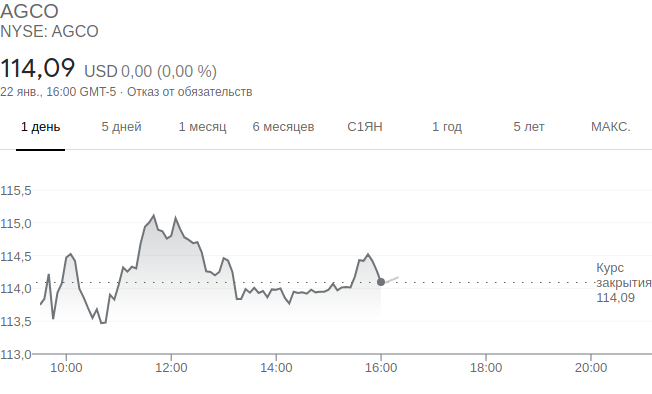 AGCO
NYSE: AGCO
114,09 USD 0,00 (0,00 %)
22 янв., 16:00 GMT-5 · Отказ от обязательств
1 день 5 дней 1 месяц 6 месяцев С1ЯН 1 год 5 лет МАКС.
115,5
115,0
114,5
114,0
113,5
113,0
Курс
закрытия
114,09
10:00 12:00 14:00 16:00 18:00 20:00